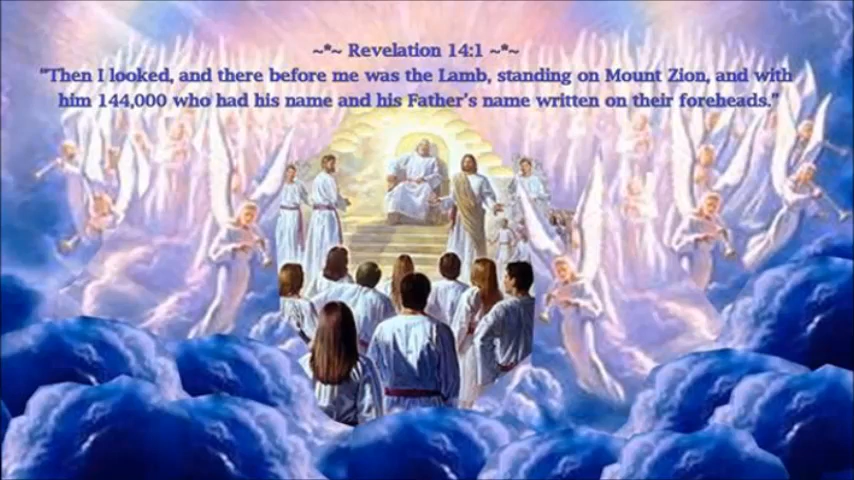 ~*~ Revelation 14:1 ~*~
"Then I looked, and there before me was the Lamb, standing on Mount Zion, and with
him 144,000 who had his name and his Father's name written on their foreheads."